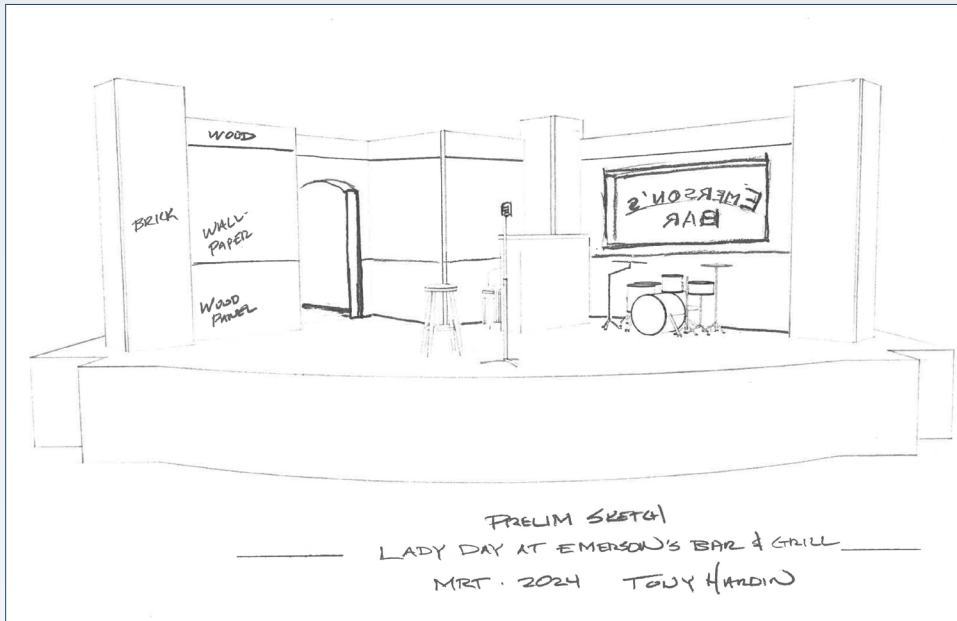 WOOD
BRICK
WALL-
PAPER
WOOD
PANEL
EMERSON'S
BAR
PRELIM SKETCH
LADY DAY AT EMERSON'S BAR & GRILL
MRT · 2024 TONY HARDIN